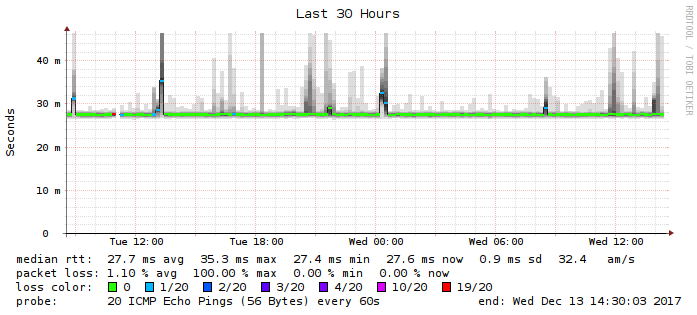 Last 30 Hours
RRDTOOL / TOBI OETIKER
Seconds
40 m
30 m
20 m
10 m
0
Tue 12:00 Tue 18:00 Wed 00:00 Wed 06:00 Wed 12:00
median rtt: 27.7 ms avg 35.3 ms max 27.4 ms min 27.6 ms now 0.9 ms sd 32.4 am/s
packet loss: 1.10 % avg 100.00 % max 0.00 % min 0.00 % now
loss color: 0 1/20 2/20 3/20 4/20 10/20 19/20
probe: 20 ICMP Echo Pings (56 Bytes) every 60s end: Wed Dec 13 14:30:03 2017